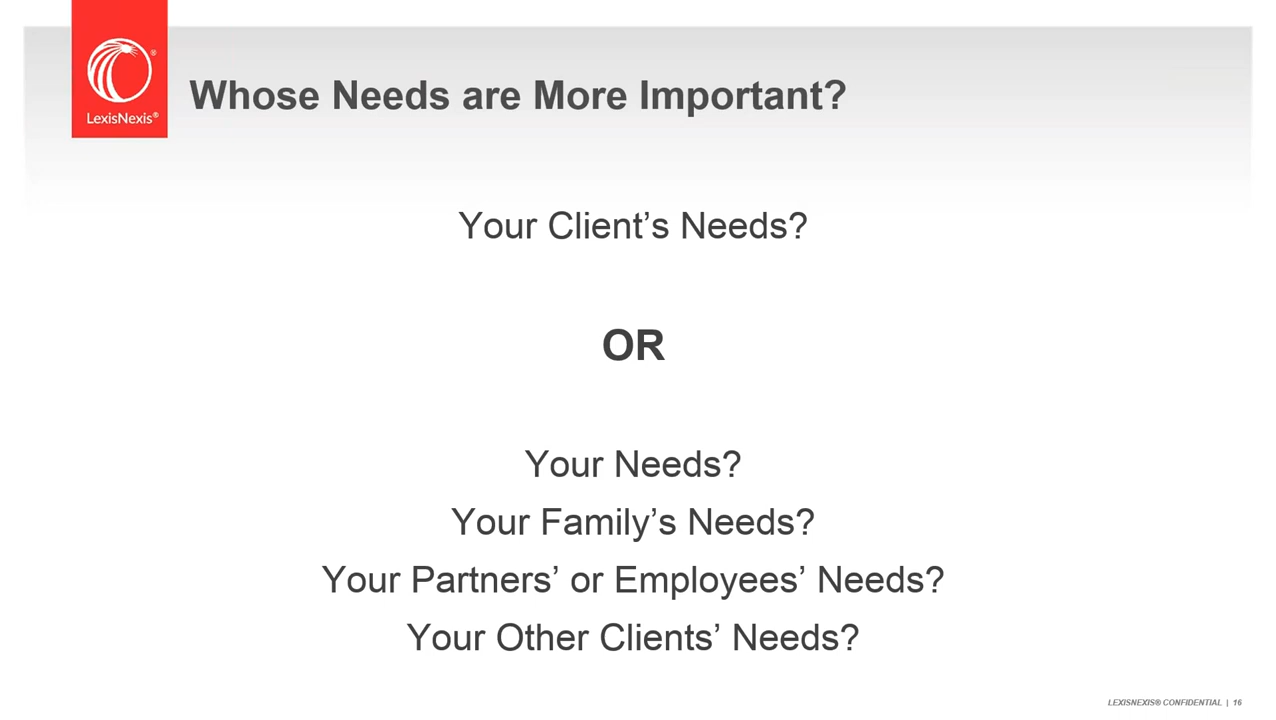 LexisNexis®
Whose Needs are More Important?
Your Client’s Needs?
OR
Your Needs?
Your Family’s Needs?
Your Partners’ or Employees’ Needs?
Your Other Clients’ Needs?
LEXISNEXIS® CONFIDENTIAL | 16